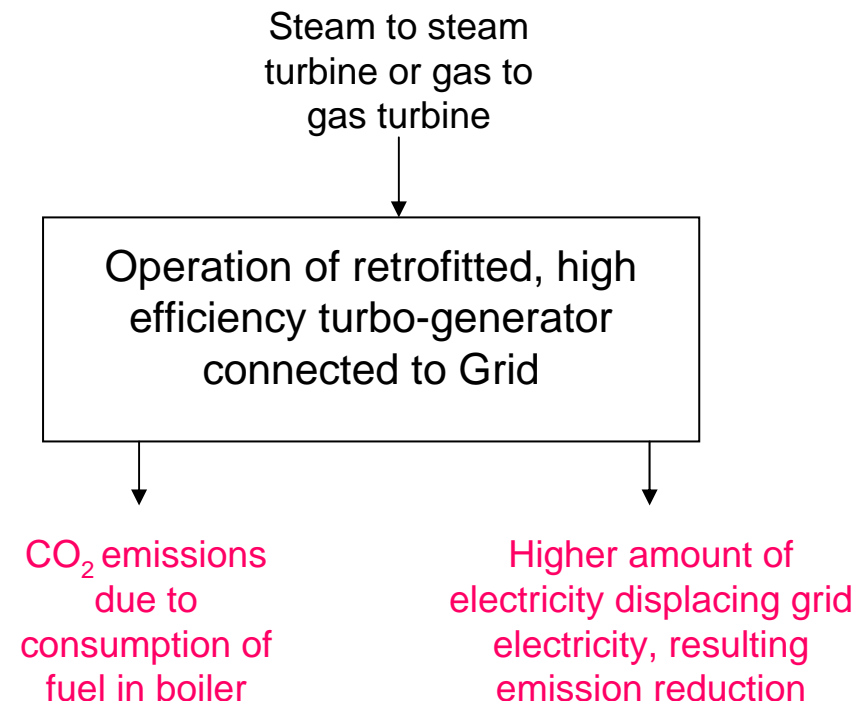 Steam to steam
turbine or gas to
gas turbine
Operation of retrofitted, high
efficiency turbo-generator
connected to Grid
CO₂ emissions
due to
consumption of
fuel in boiler
Higher amount of
electricity displacing grid
electricity, resulting
emission reduction